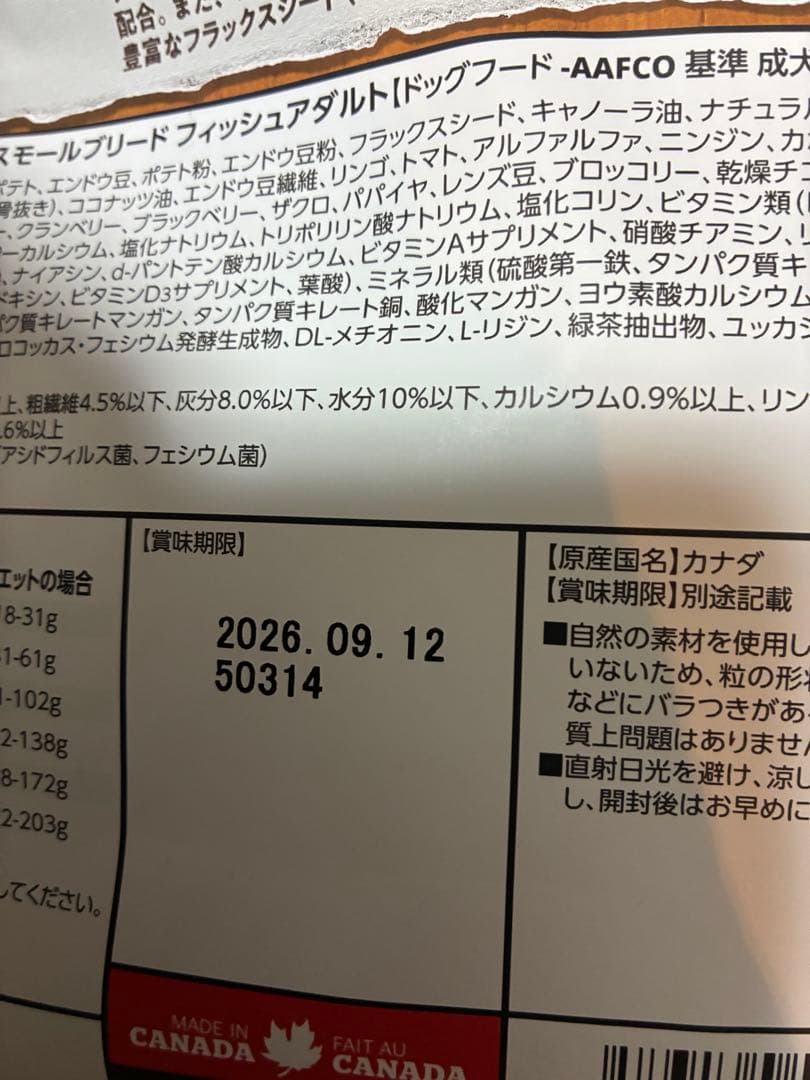 配合。また、
豊富なフラックスシード
スモールブリード フィッシュアダルト【ドッグフード -AAFCO 基準 成犬
ポテト、エンドウ豆、ポテト粉、エンドウ豆粉、フラックスシード、キャノーラ油、ナチュラ
骨抜き)、ココナッツ油、エンドウ豆繊維、リンゴ、トマト、アルファルファ、ニンジン、カ
ー、クランベリー、ブラックベリー、ザクロ、パパイヤ、レンズ豆、ブロッコリー、乾燥チ
ーカルシウム、塩化ナトリウム、トリポリリン酸ナトリウム、塩化コリン、ビタミン類(
、ナイアシン、d-パントテン酸カルシウム、ビタミンAサプリメント、硝酸チアミン、
ドキシン、ビタミンD3サプリメント、葉酸)、ミネラル類(硫酸第一鉄、タンパク質キ
パク質キレートマンガン、タンパク質キレート銅、酸化マンガン、ヨウ素酸カルシウム
ロコッカス・フェシウム発酵生成物、DL-メチオニン、L-リジン、緑茶抽出物、ユッカ
上、粗繊維4.5%以下、灰分8.0%以下、水分10%以下、カルシウム0.9%以上、リン
.6%以上
アシドフィルス菌、フェシウム菌)
エットの場合
8-31g
1-61g
1-102g
2-138g
8-172g
2-203g
してください。
【賞味期限】
2026.09.12
50314
【原産国名】カナダ
【賞味期限】別途記載
■自然の素材を使用し
いないため、粒の形状
などにバラつきがあ
質上問題はありません
■直射日光を避け、涼し
し、開封後はお早めに
MADE IN
CANADA
FAIT AU
CANADA